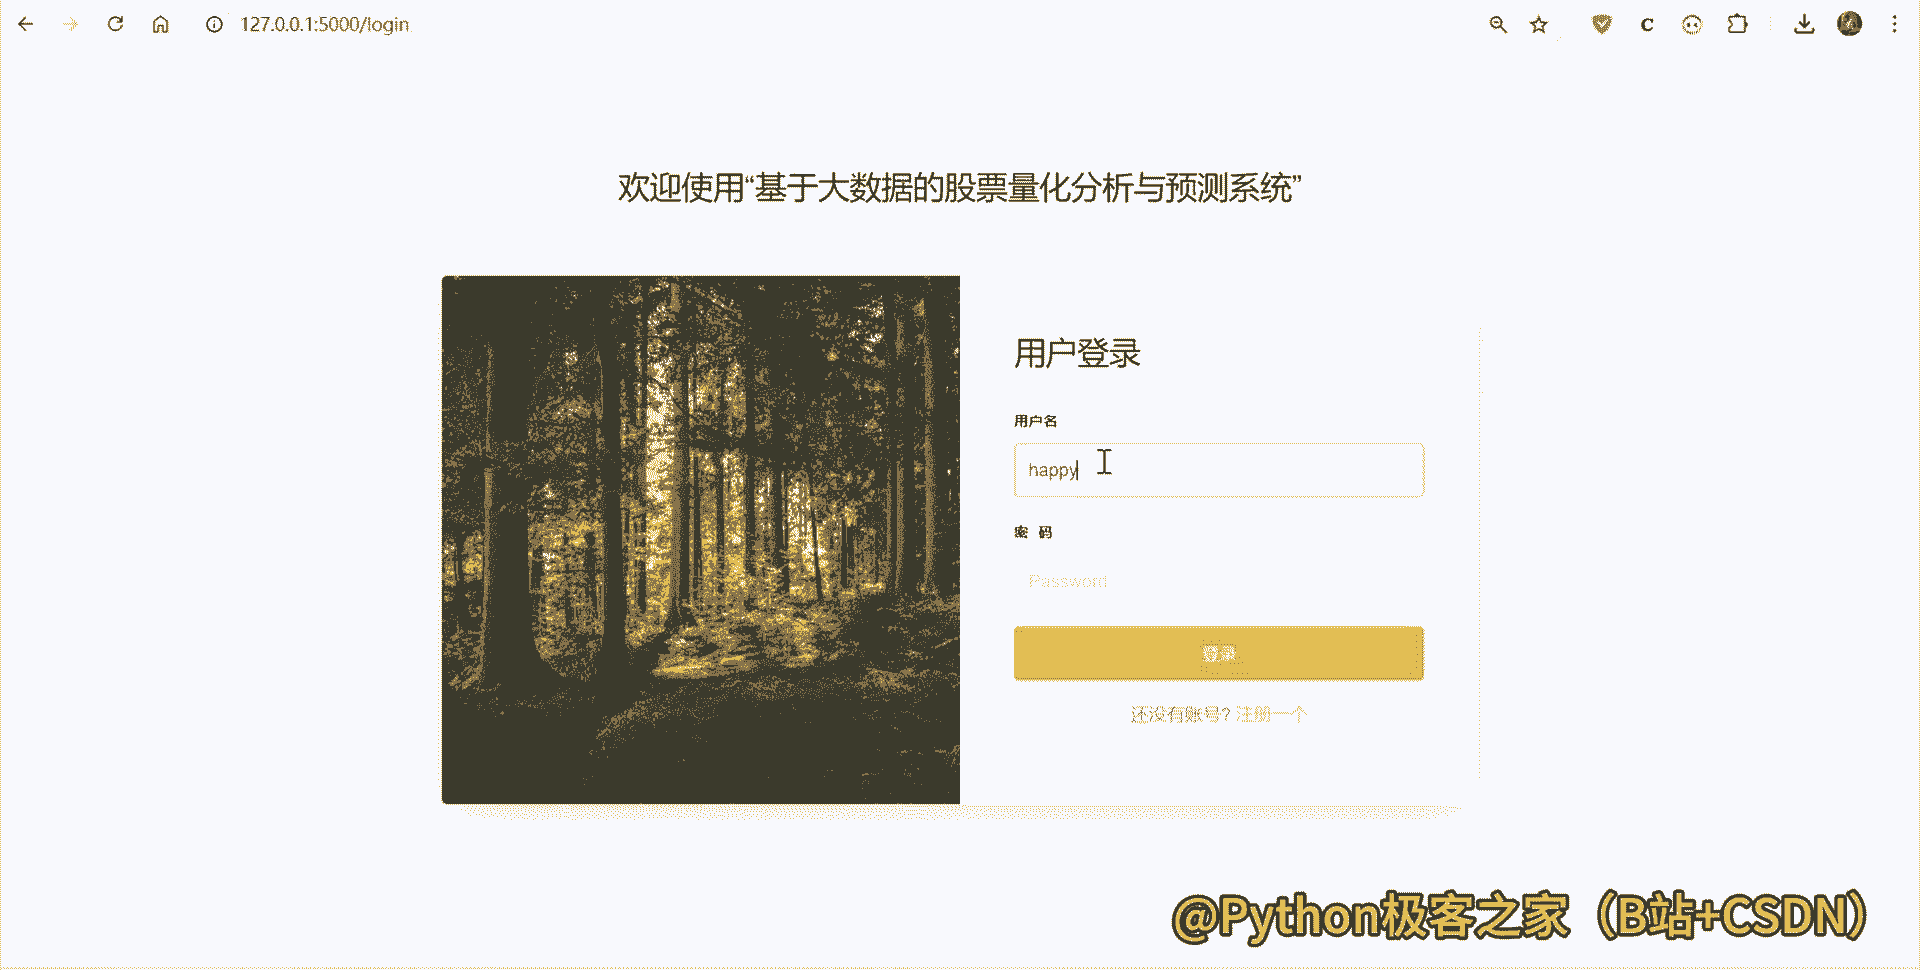 127.0.0.1:5000/login
欢迎使用“基于大数据的股票量化分析与预测系统”
用户登录
用户名
happy
密 码
Password
登录
还没有账号? 注册一个
@Python极客之家（B站+CSDN）